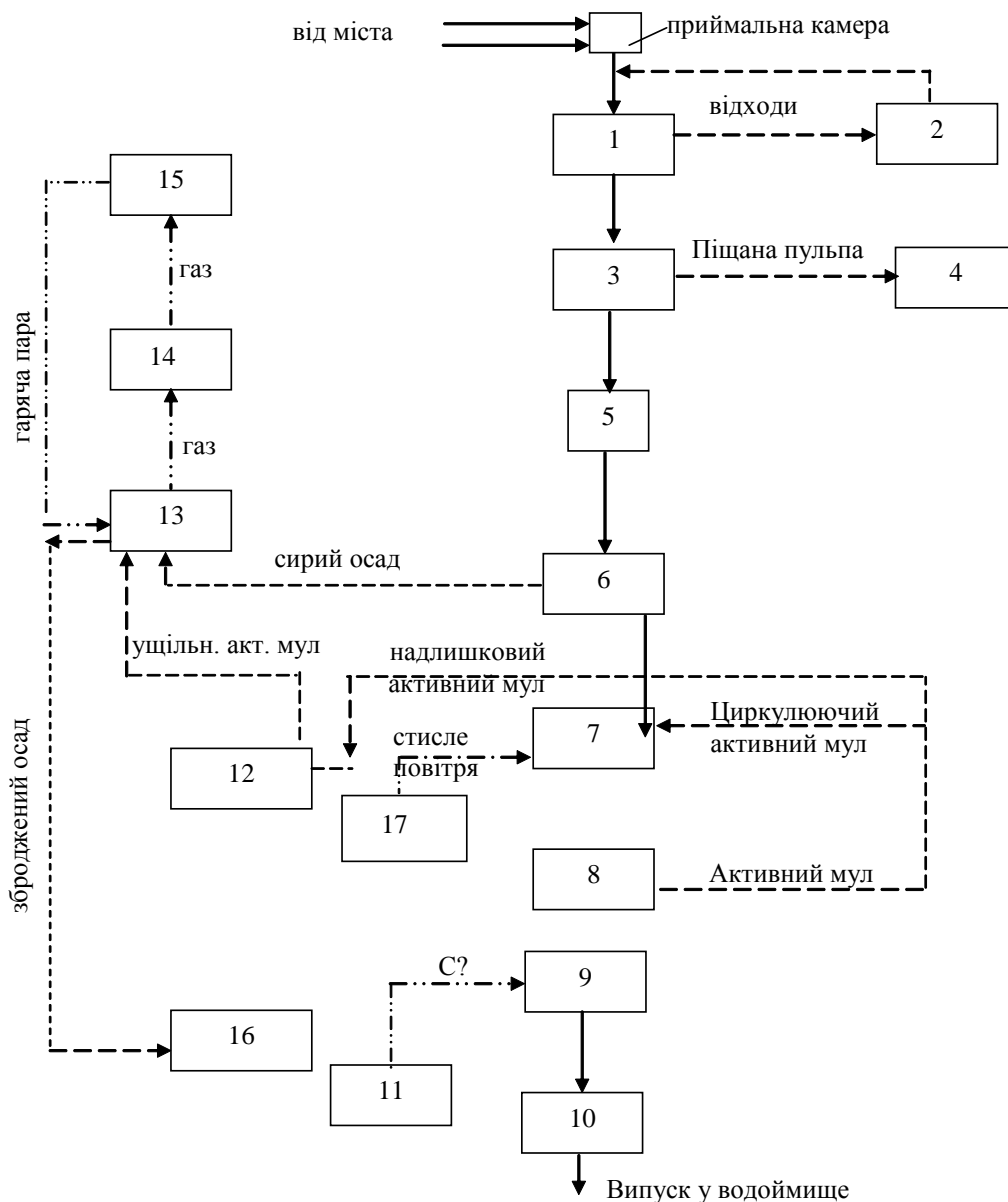 від міста
приймальна камера
відходи
1
2
15
Піщана пульпа
газ
3
4
гаряча пара
14
5
газ
13
сирий осад
6
ущільн. акт. мул
надлишковий
активний мул
Циркулюючий
активний мул
7
стисле
повітря
12
17
зброджений осад
8
Активний мул
С?
9
16
11
10
Випуск у водоймище